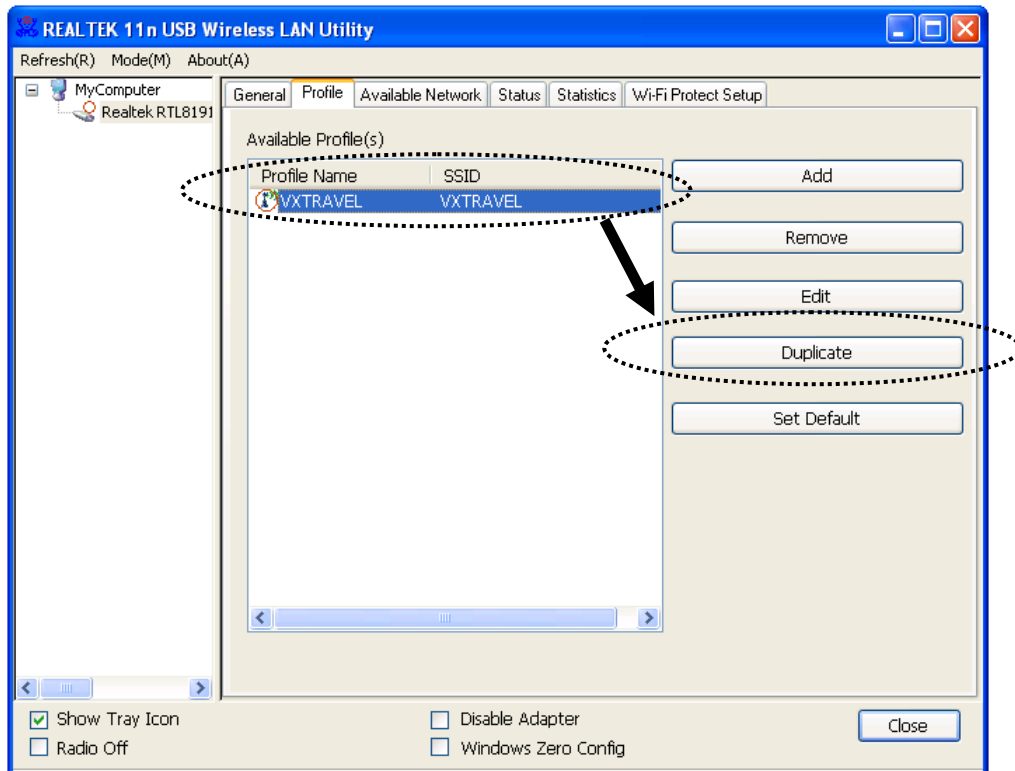 REALTEK 11n USB Wireless LAN Utility
Refresh(R) Mode(M) About(A)
MyComputer
Realtek RTL8191
General Profile Available Network Status Statistics Wi-Fi Protect Setup
Available Profile(s)
Profile Name SSID
VXTRAVEL VXTRAVEL
Add
Remove
Edit
Duplicate
Set Default
Show Tray Icon
Radio Off
Disable Adapter
Windows Zero Config
Close